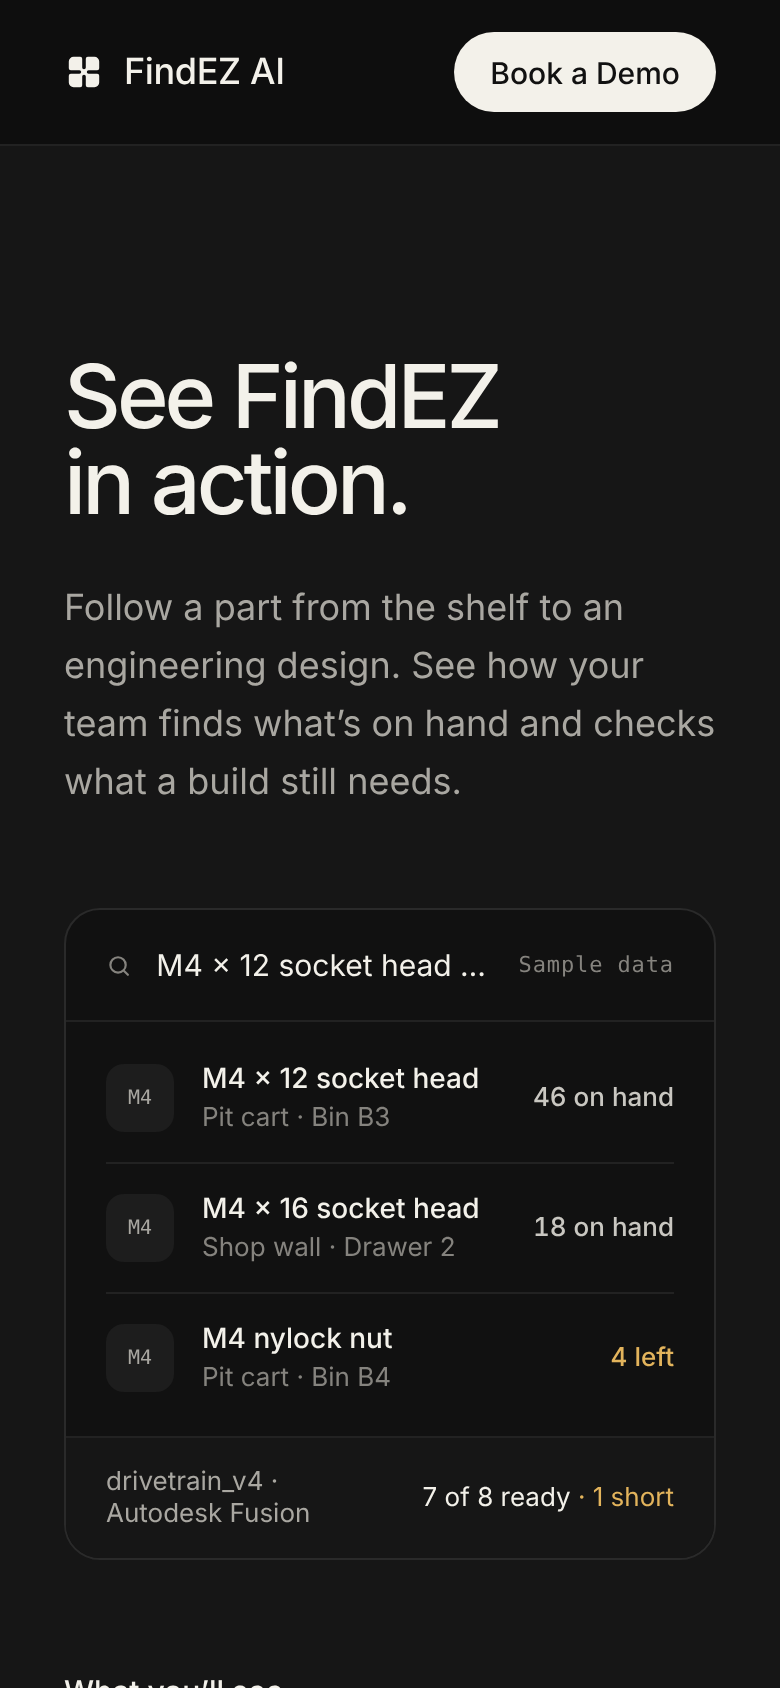 FindEZ AI
Book a Demo
See FindEZ
in action.
Follow a part from the shelf to an
engineering design. See how your
team finds what’s on hand and checks
what a build still needs.
M4 × 12 socket head ...
Sample data
M4
M4 × 12 socket head
Pit cart · Bin B3
46 on hand
M4
M4 × 16 socket head
Shop wall · Drawer 2
18 on hand
M4
M4 nylock nut
Pit cart · Bin B4
4 left
drivetrain_v4 ·
Autodesk Fusion
7 of 8 ready · 1 short
What you’ll see